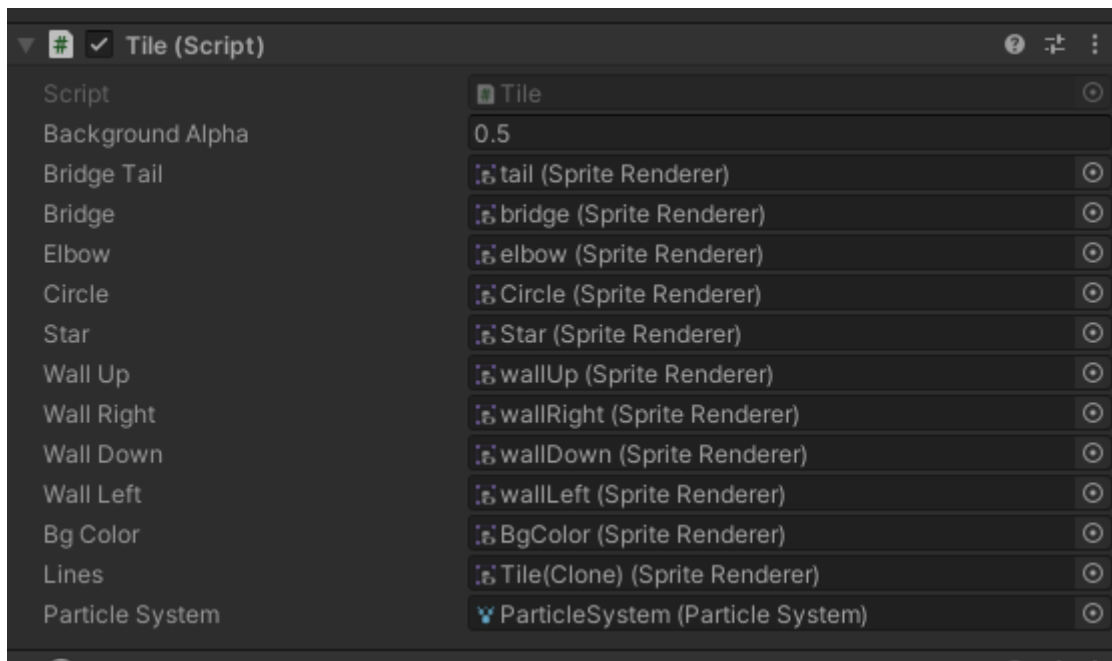 Tile (Script)
Script Tile
Background Alpha 0.5
Bridge Tail tail (Sprite Renderer)
Bridge bridge (Sprite Renderer)
Elbow elbow (Sprite Renderer)
Circle Circle (Sprite Renderer)
Star Star (Sprite Renderer)
Wall Up wallUp (Sprite Renderer)
Wall Right wallRight (Sprite Renderer)
Wall Down wallDown (Sprite Renderer)
Wall Left wallLeft (Sprite Renderer)
Bg Color BgColor (Sprite Renderer)
Lines Tile(Clone) (Sprite Renderer)
Particle System ParticleSystem (Particle System)